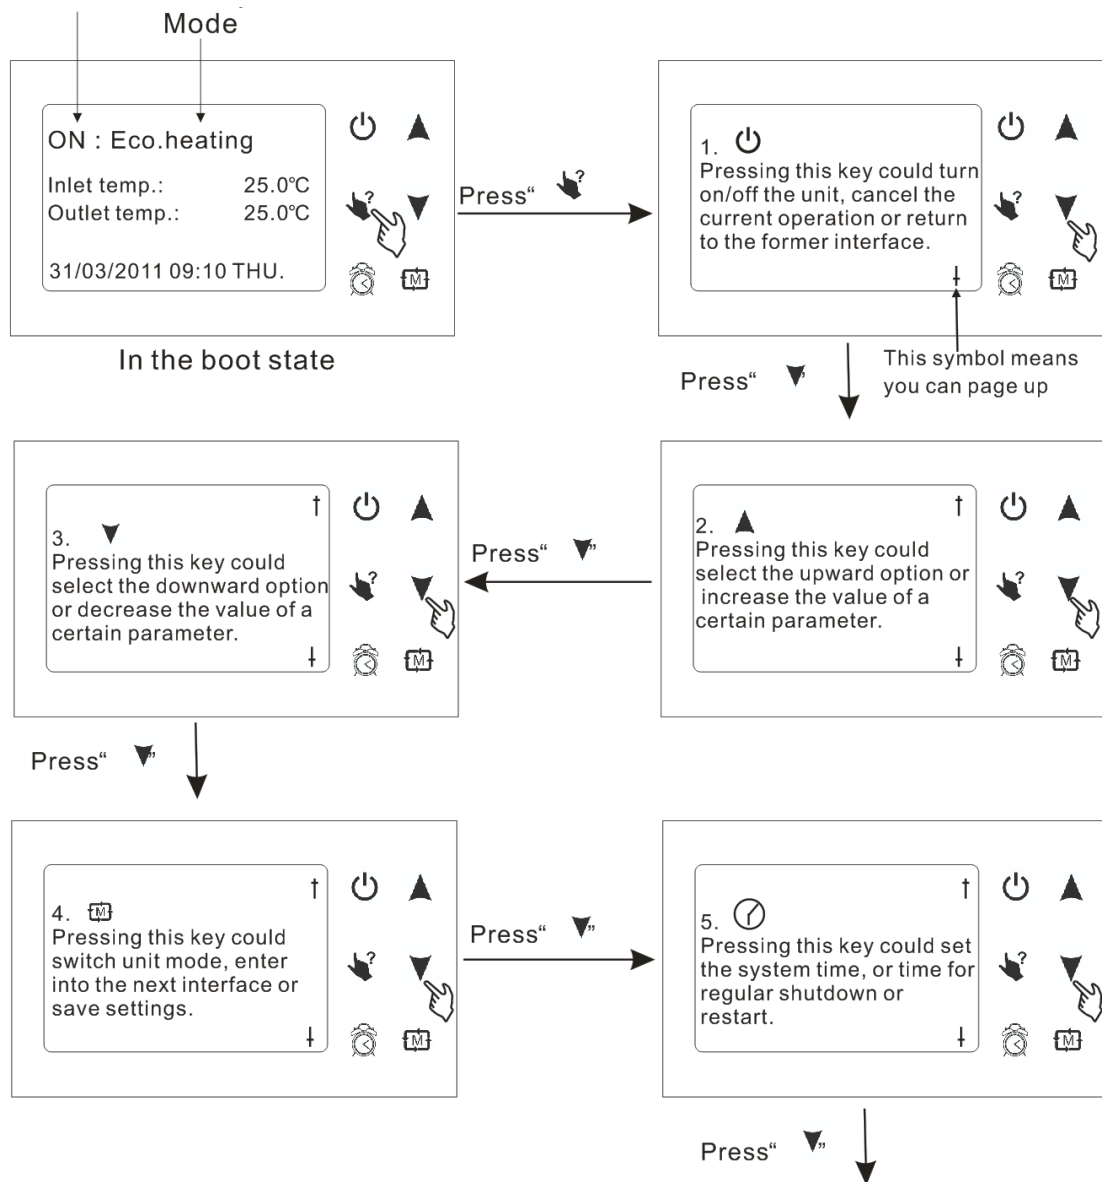 Mode
ON : Eco.heating
Inlet temp.: 25.0℃
Outlet temp.: 25.0℃
31/03/2011 09:10 THU.
In the boot state
Press“
1.
Pressing this key could turn
on/off the unit, cancel the
current operation or return
to the former interface.
This symbol means
you can page up
Press“ ”
2.
Pressing this key could
select the upward option or
increase the value of a
certain parameter.
Press“ ”
3.
Pressing this key could
select the downward option
or decrease the value of a
certain parameter.
Press“ ”
4. M
Pressing this key could
switch unit mode, enter
into the next interface or
save settings.
Press“ ”
5.
Pressing this key could set
the system time, or time for
regular shutdown or
restart.
Press“ ”